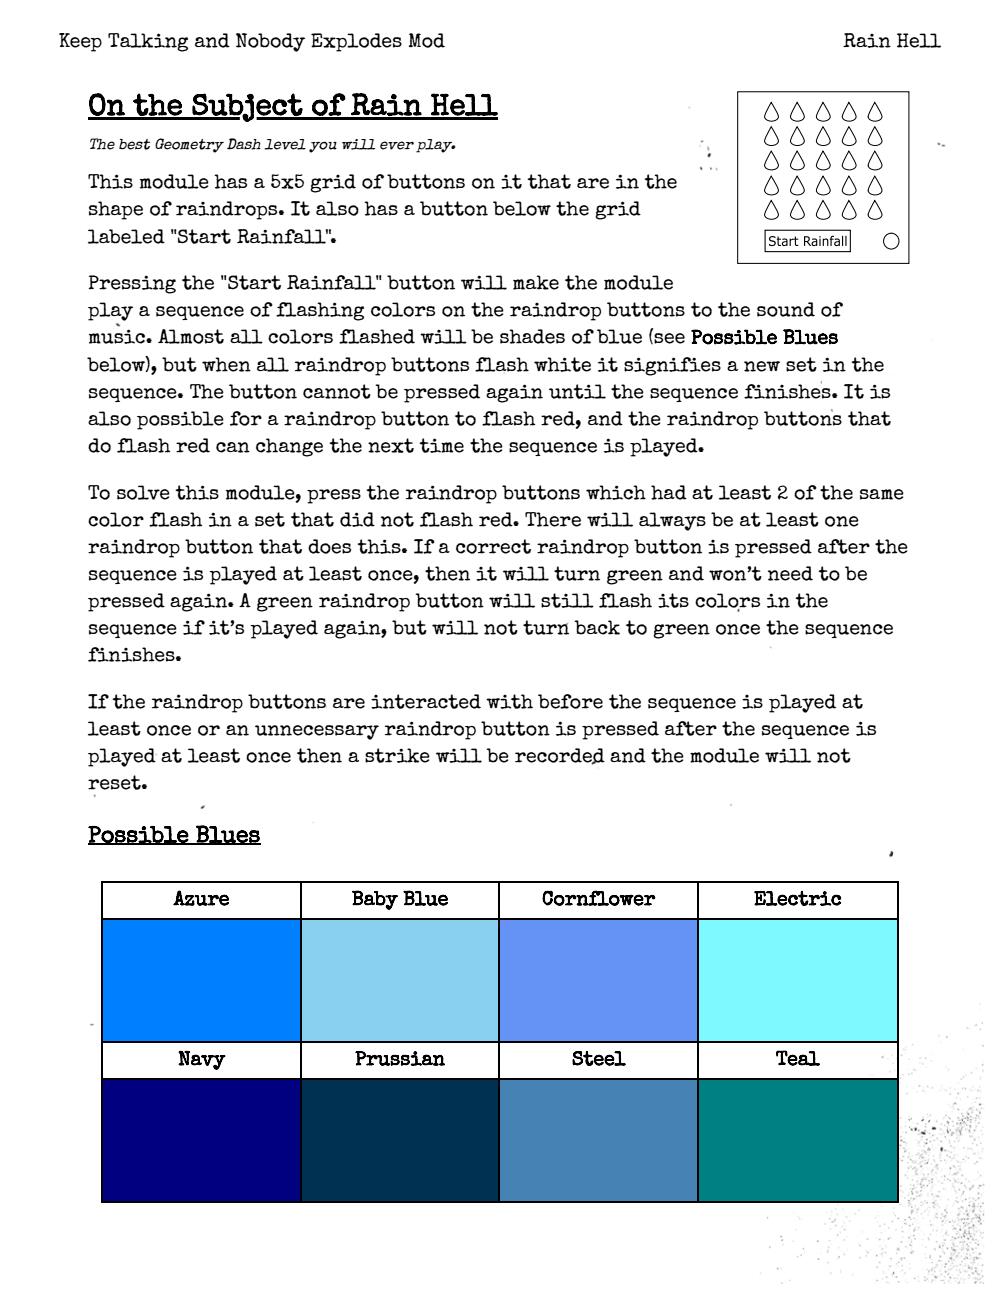 Keep Talking and Nobody Explodes Mod
Rain Hell
On the Subject of Rain Hell
The best Geometry Dash level you will ever play.
This module has a 5x5 grid of buttons on it that are in the
shape of raindrops. It also has a button below the grid
labeled "Start Rainfall".
Start Rainfall
Pressing the "Start Rainfall" button will make the module
play a sequence of flashing colors on the raindrop buttons to the sound of
music. Almost all colors flashed will be shades of blue (see Possible Blues
below), but when all raindrop buttons flash white it signifies a new set in the
sequence. The button cannot be pressed again until the sequence finishes. It is
also possible for a raindrop button to flash red, and the raindrop buttons that
do flash red can change the next time the sequence is played.
To solve this module, press the raindrop buttons which had at least 2 of the same
color flash in a set that did not flash red. There will always be at least one
raindrop button that does this. If a correct raindrop button is pressed after the
sequence is played at least once, then it will turn green and won't need to be
pressed again. A green raindrop button will still flash its colors in the
sequence if it's played again, but will not turn back to green once the sequence
finishes.
If the raindrop buttons are interacted with before the sequence is played at
least once or an unnecessary raindrop button is pressed after the sequence is
played at least once then a strike will be recorded and the module will not
reset.
Possible Blues
Azure
Baby Blue
Cornflower
Electric
Navy
Prussian
Steel
Teal